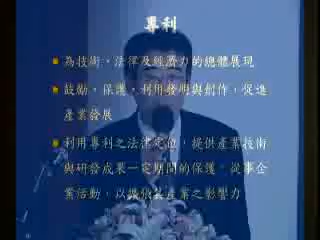 專利
為技術，法律及經濟力的總體展現
鼓勵，保護，利用發明與創作，促進
產業發展
利用專利之法律定位，提供產業技術
與研發成果一定期間的保護。從事企
業活動，以擴張其產業之影響力